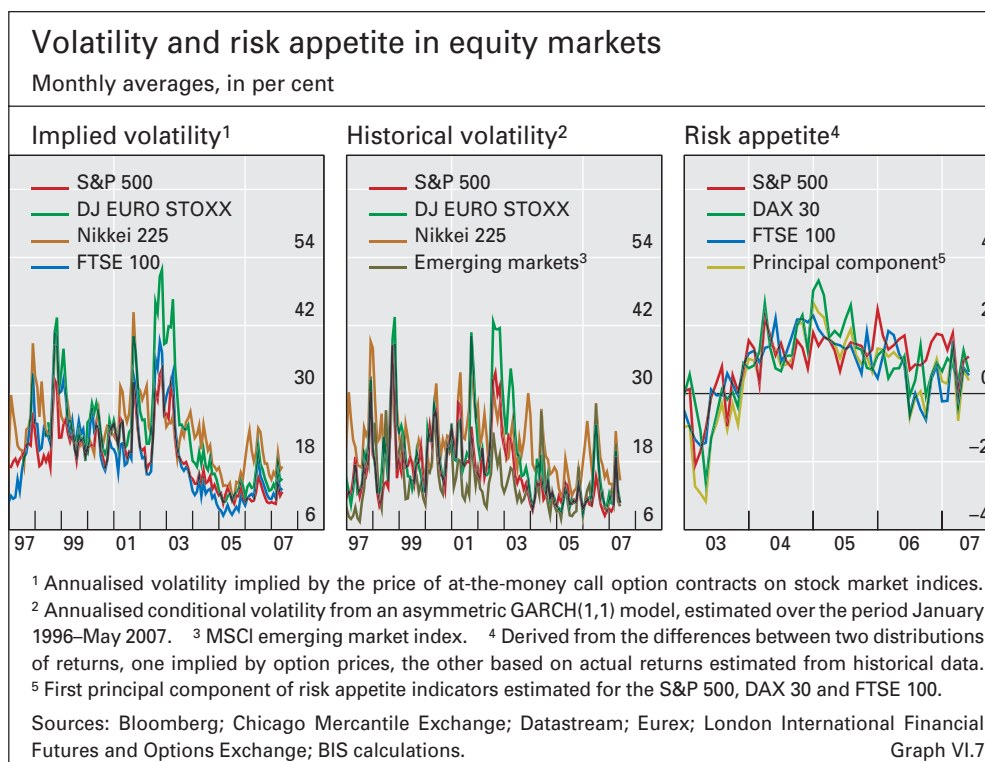 Volatility and risk appetite in equity markets
Monthly averages, in per cent
Implied volatility¹
S&P 500
DJ EURO STOXX
Nikkei 225
FTSE 100
54
42
30
18
6
97 99 01 03 05 07
Historical volatility²
S&P 500
DJ EURO STOXX
Nikkei 225
Emerging markets³
54
42
30
18
6
97 99 01 03 05 07
Risk appetite⁴
S&P 500
DAX 30
FTSE 100
Principal component⁵
4
2
0
–2
–4
03 04 05 06 07
¹ Annualised volatility implied by the price of at-the-money call option contracts on stock market indices.
² Annualised conditional volatility from an asymmetric GARCH(1,1) model, estimated over the period January
1996–May 2007. ³ MSCI emerging market index. ⁴ Derived from the differences between two distributions
of returns, one implied by option prices, the other based on actual returns estimated from historical data.
⁵ First principal component of risk appetite indicators estimated for the S&P 500, DAX 30 and FTSE 100.
Sources: Bloomberg; Chicago Mercantile Exchange; Datastream; Eurex; London International Financial
Futures and Options Exchange; BIS calculations. Graph VI.7